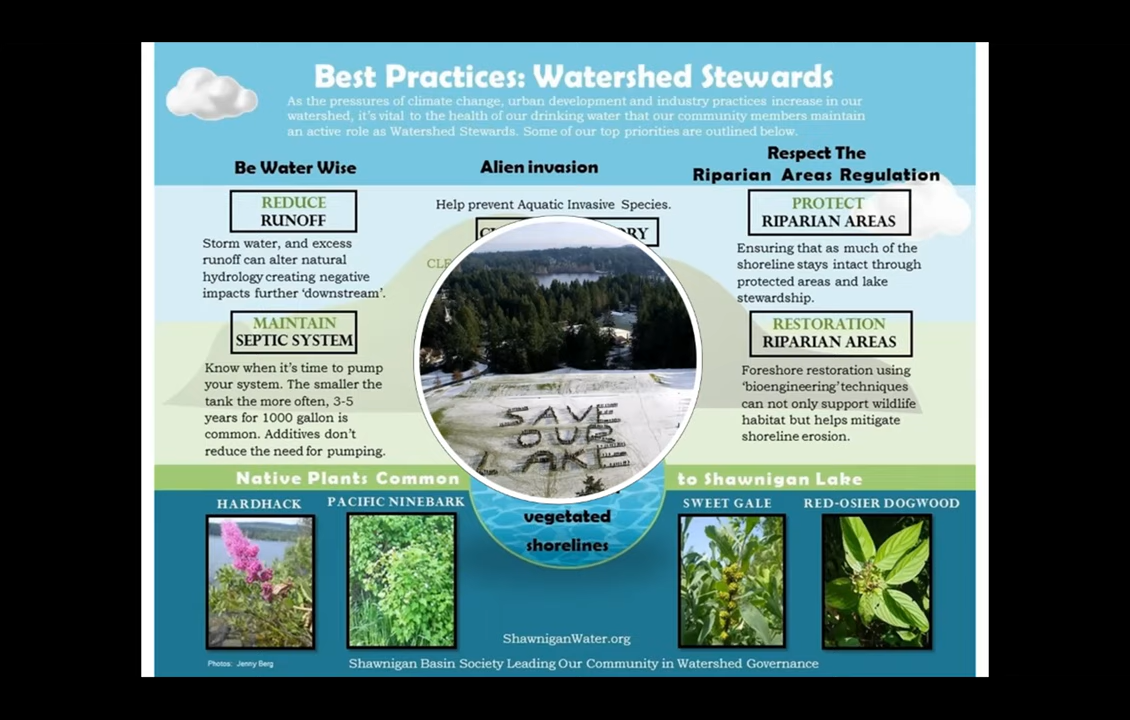 Best Practices: Watershed Stewards
As the pressures of climate change, urban development and industry practices increase in our
watershed, it's vital to the health of our drinking water that our community members maintain
an active role as Watershed Stewards. Some of our top priorities are outlined below.
Be Water Wise
REDUCE
RUNOFF
Storm water, and excess
runoff can alter natural
hydrology creating negative
impacts further 'downstream'.
MAINTAIN
SEPTIC SYSTEM
Know when it's time to pump
your system. The smaller the
tank the more often, 3-5
years for 1000 gallon is
common. Additives don't
reduce the need for pumping.
Alien invasion
Help prevent Aquatic Invasive Species.
SAVE
OUR
LAKE
vegetated
shorelines
Respect The
Riparian Areas Regulation
PROTECT
RIPARIAN AREAS
Ensuring that as much of the
shoreline stays intact through
protected areas and lake
stewardship.
RESTORATION
RIPARIAN AREAS
Foreshore restoration using
'bioengineering' techniques
can not only support wildlife
habitat but helps mitigate
shoreline erosion.
Native Plants Common to Shawnigan Lake
HARDHACK PACIFIC NINEBARK SWEET GALE RED-OSIER DOGWOOD
ShawniganWater.org
Photos: Jenny Berg
Shawnigan Basin Society Leading Our Community in Watershed Governance